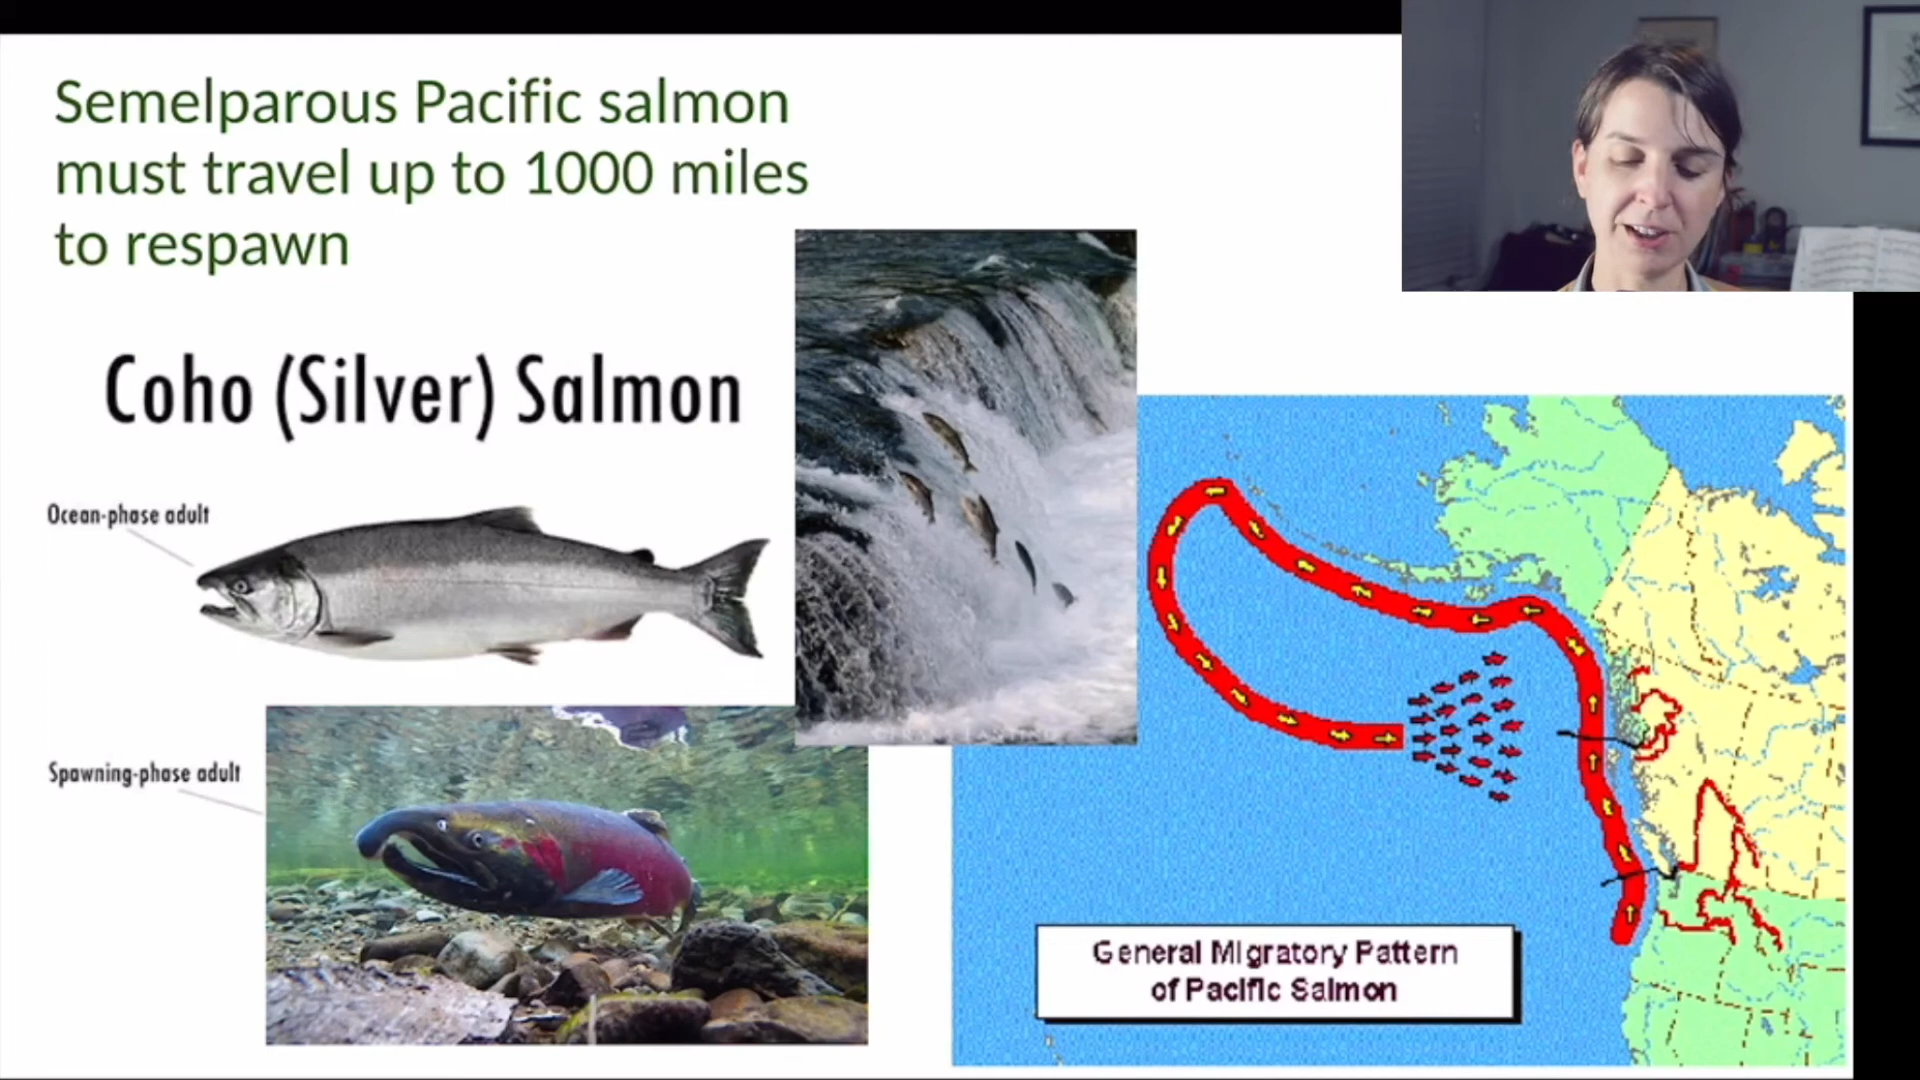 Semelparous Pacific salmon
must travel up to 1000 miles
to respawn
Coho (Silver) Salmon
Ocean-phase adult
Spawning-phase adult
General Migratory Pattern
of Pacific Salmon